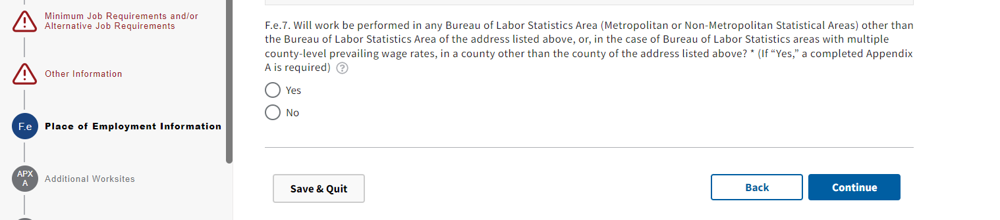 Minimum Job Requirements and/or
Alternative Job Requirements
Other Information
F.e
Place of Employment Information
APX
A
Additional Worksites
F.e.7. Will work be performed in any Bureau of Labor Statistics Area (Metropolitan or Non-Metropolitan Statistical Areas) other than
the Bureau of Labor Statistics Area of the address listed above, or, in the case of Bureau of Labor Statistics areas with multiple
county-level prevailing wage rates, in a county other than the county of the address listed above? * (If “Yes,” a completed Appendix
A is required) ?
Yes
No
Save & Quit
Back
Continue